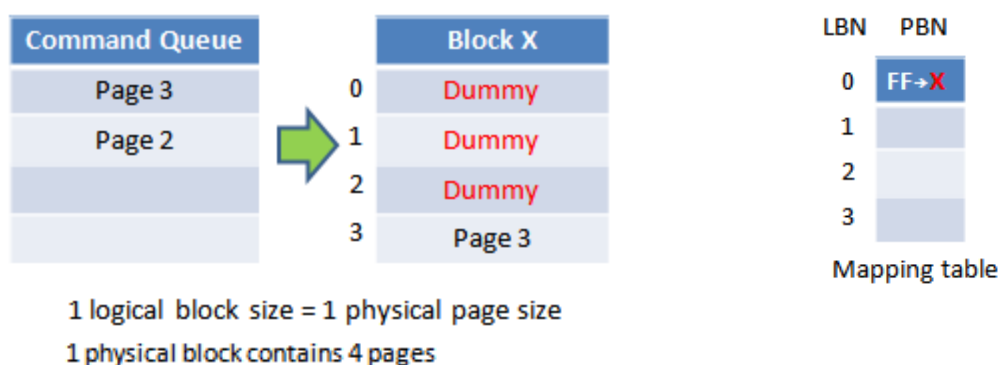 Command Queue
Page 3
Page 2
Block X
0 Dummy
1 Dummy
2 Dummy
3 Page 3
LBN PBN
0 FF→X
1
2
3
Mapping table
1 logical block size = 1 physical page size
1 physical block contains 4 pages